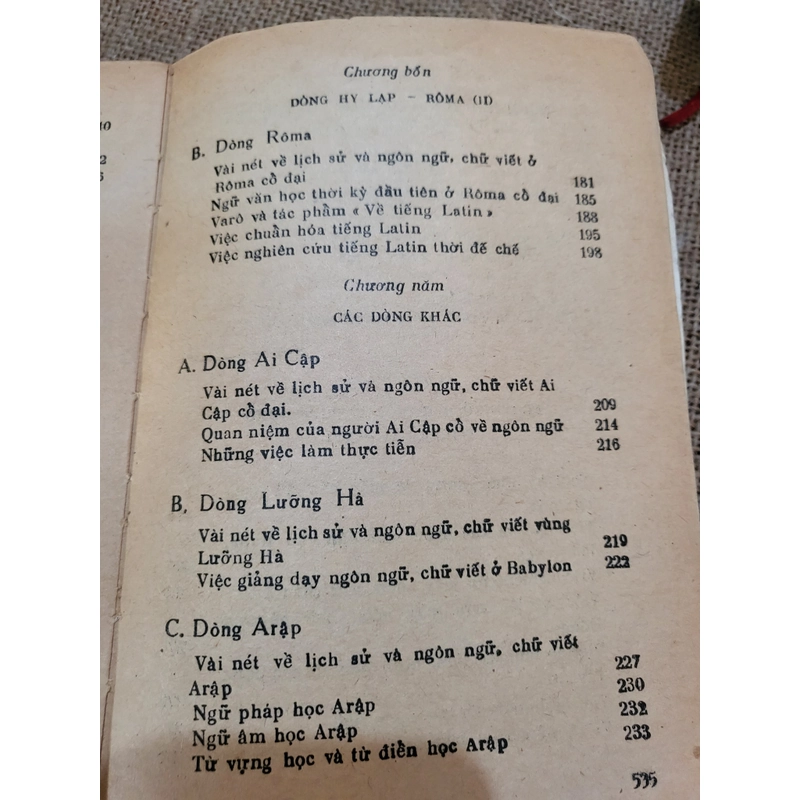 10
2
5
Chương bốn
DÒNG HY LẠP - RÔMA (II)
B. Dòng Rôma
Vài nét về lịch sử và ngôn ngữ, chữ viết ở
Rôma cổ đại 181
Ngữ văn học thời kỳ đầu tiên ở Rôma cổ đại 185
Varô và tác phẩm « Về tiếng Latin » 188
Việc chuẩn hóa tiếng Latin 195
Việc nghiên cứu tiếng Latin thời đế chế 198
Chương năm
CÁC DÒNG KHÁC
A. Dòng Ai Cập
Vài nét về lịch sử và ngôn ngữ, chữ viết Ai
Cập cổ đại. 209
Quan niệm của người Ai Cập cổ về ngôn ngữ 214
Những việc làm thực tiễn 216
B, Dòng Lưỡng Hà
Vài nét về lịch sử và ngôn ngữ, chữ viết vùng
Lưỡng Hà 219
Việc giảng dạy ngôn ngữ, chữ viết ở Babylon 222
C. Dòng Arập
Vài nét về lịch sử và ngôn ngữ, chữ viết
Arập 227
Ngữ pháp học Arập 230
Ngữ âm học Arập 232
Từ vựng học và từ điển học Arập 233
535